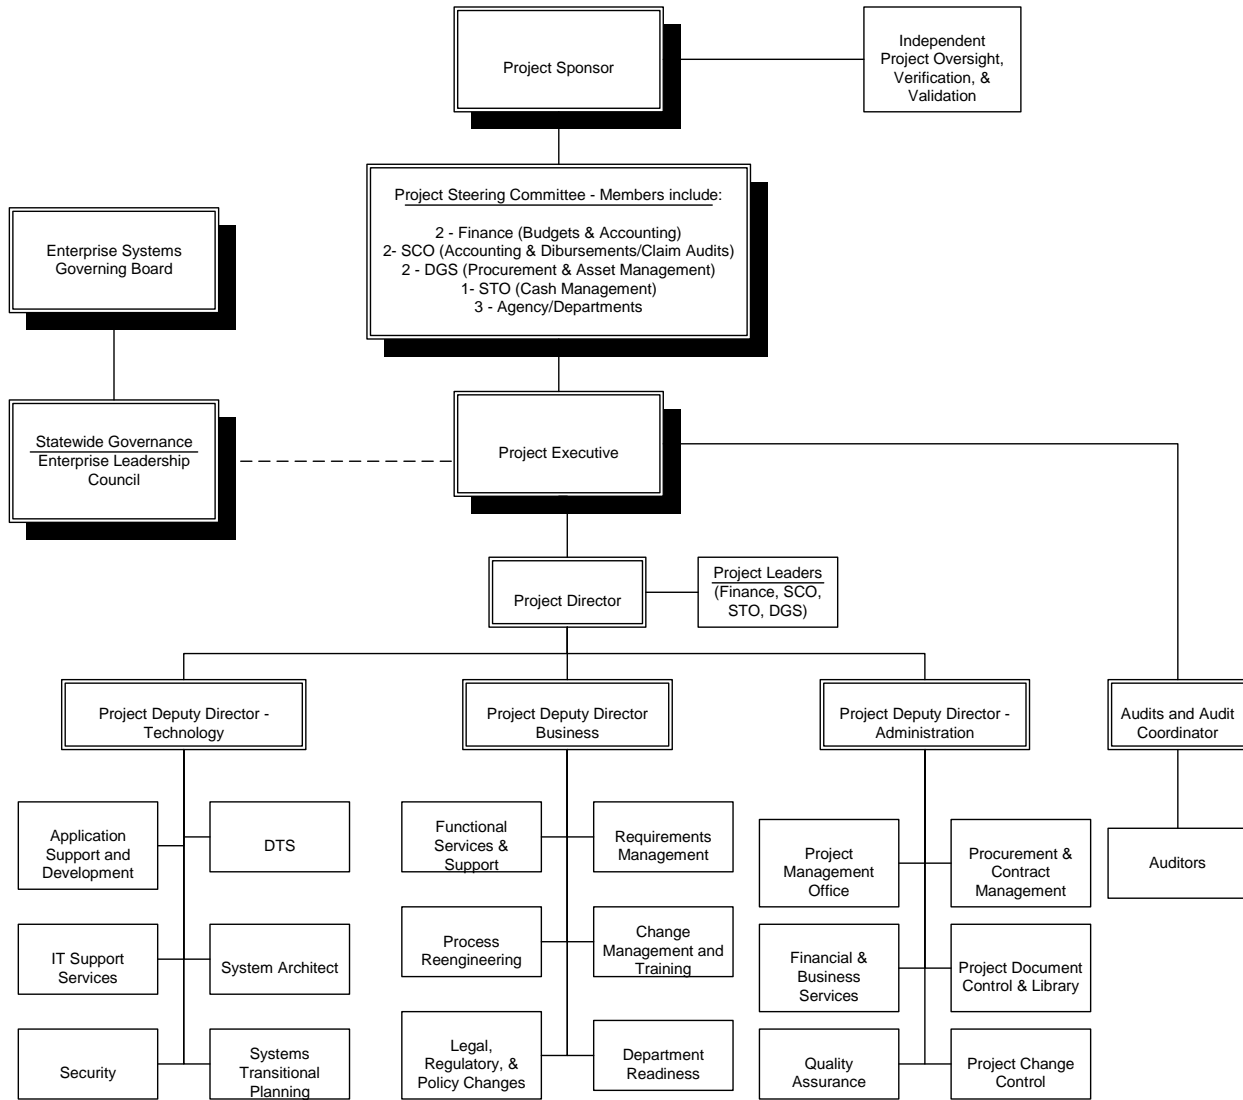 Project Sponsor
Independent
Project Oversight,
Verification, &
Validation
Project Steering Committee - Members include:
2 - Finance (Budgets & Accounting)
2- SCO (Accounting & Dibursements/Claim Audits)
2 - DGS (Procurement & Asset Management)
1- STO (Cash Management)
3 - Agency/Departments
Enterprise Systems
Governing Board
Statewide Governance
Enterprise Leadership
Council
Project Executive
Project Director
Project Leaders
(Finance, SCO,
STO, DGS)
Project Deputy Director -
Technology
Project Deputy Director
Business
Project Deputy Director -
Administration
Audits and Audit
Coordinator
Application
Support and
Development
DTS
IT Support
Services
System Architect
Security
Systems
Transitional
Planning
Functional
Services &
Support
Requirements
Management
Process
Reengineering
Change
Management and
Training
Legal,
Regulatory, &
Policy Changes
Department
Readiness
Project
Management
Office
Procurement &
Contract
Management
Financial &
Business
Services
Project Document
Control & Library
Quality
Assurance
Project Change
Control
Auditors